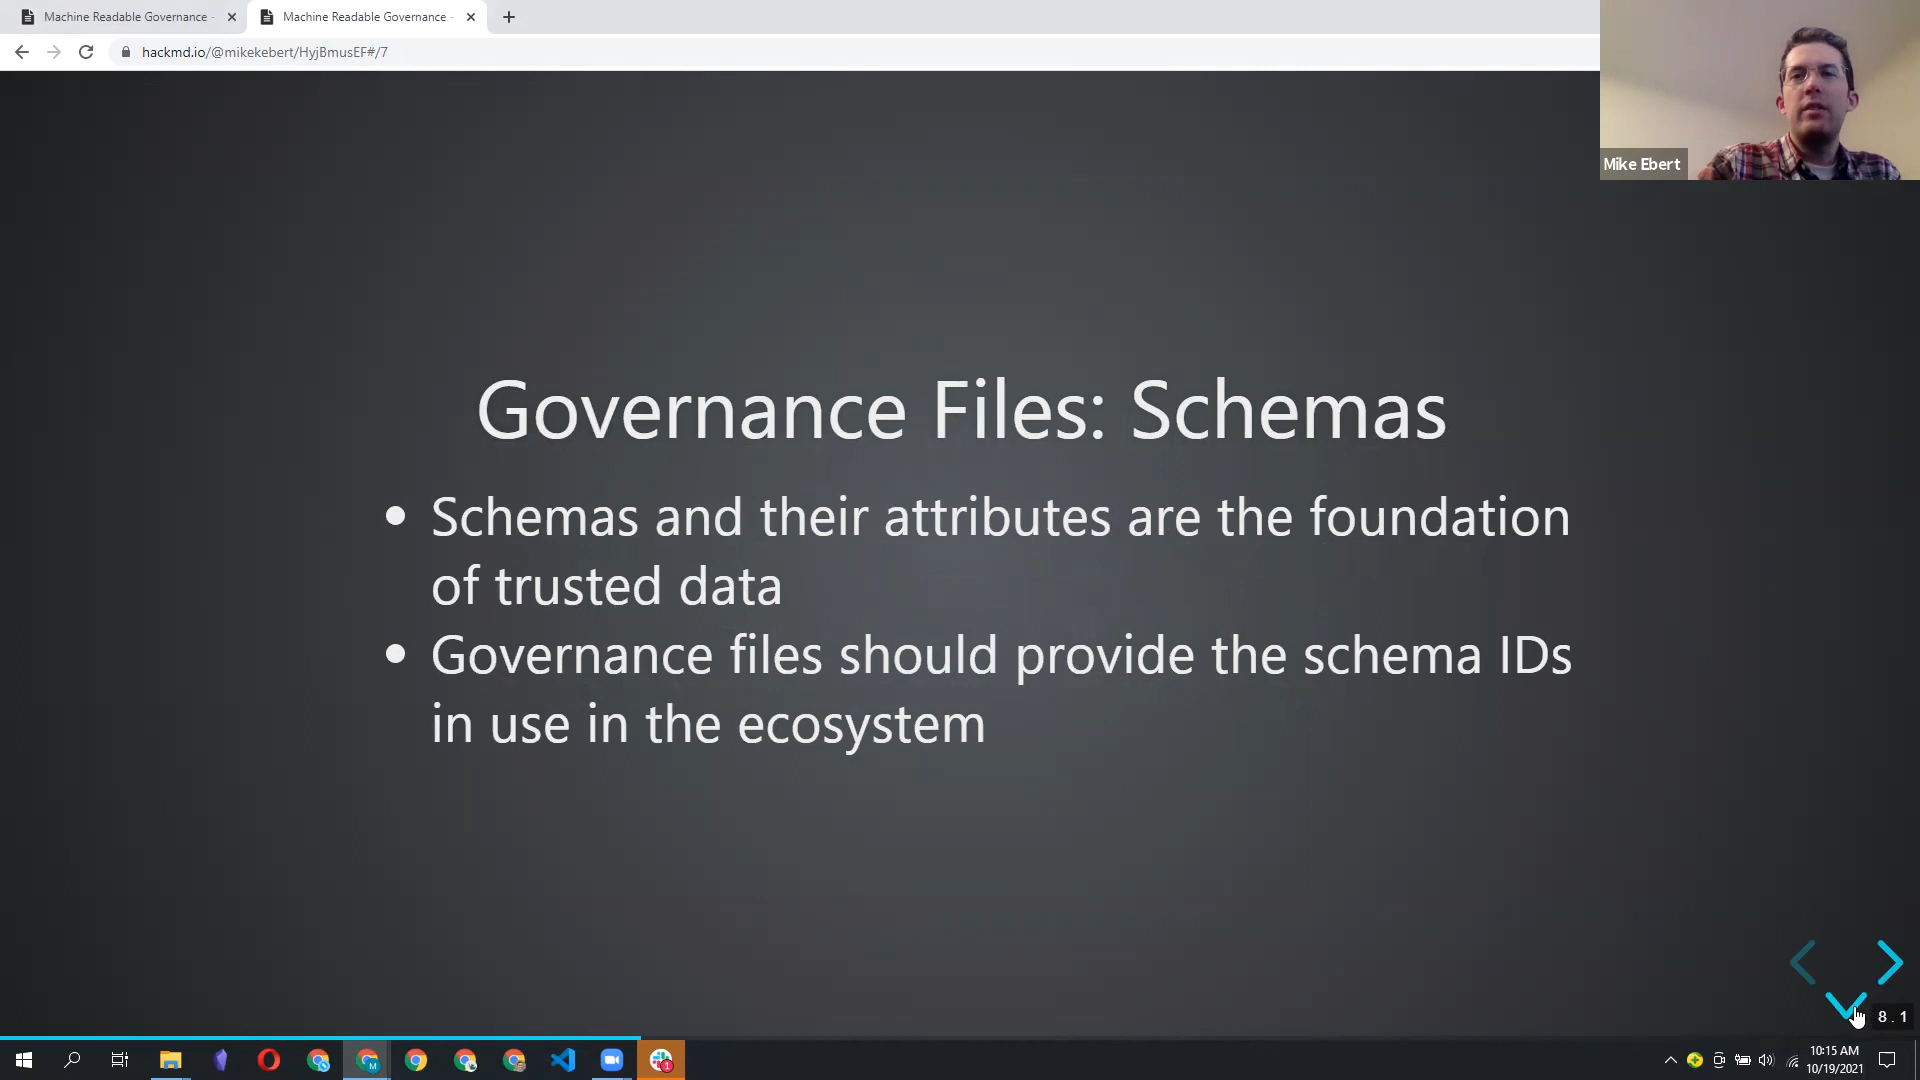 Machine Readable Governance -
Machine Readable Governance -
hackmd.io/@mikekebert/HyjBmusEF#/7
Mike Ebert
Governance Files: Schemas
• Schemas and their attributes are the foundation
of trusted data
• Governance files should provide the schema IDs
in use in the ecosystem
8.1
M
1
10:15 AM
10/19/2021